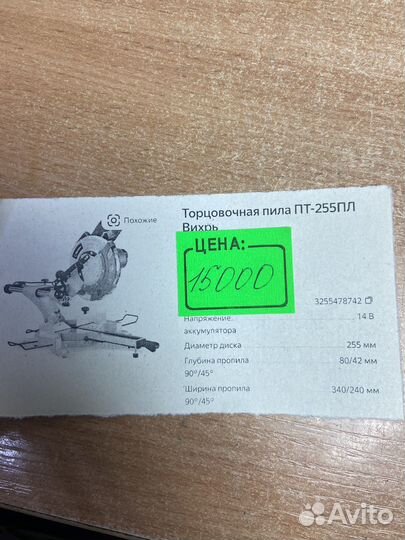 Похожие
Торцовочная пила ПТ-255ПЛ
Вихрь
ЦЕНА:
15000
3255478742
Напряжение аккумулятора 14 В
Диаметр диска 255 мм
Глубина пропила 90°/45° 80/42 мм
Ширина пропила 90°/45° 340/240 мм
Avito